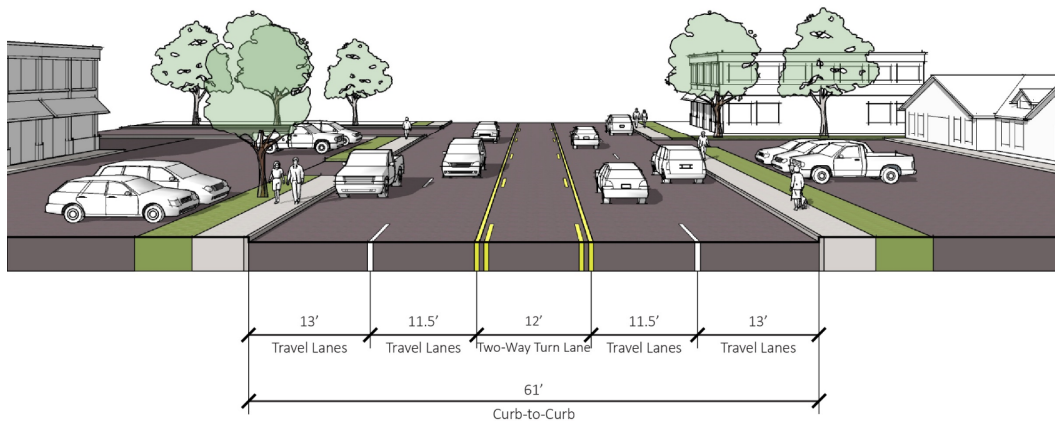 13’ 11.5’ 12’ 11.5’ 13’
Travel Lanes Travel Lanes Two-Way Turn Lane Travel Lanes Travel Lanes
61’
Curb-to-Curb